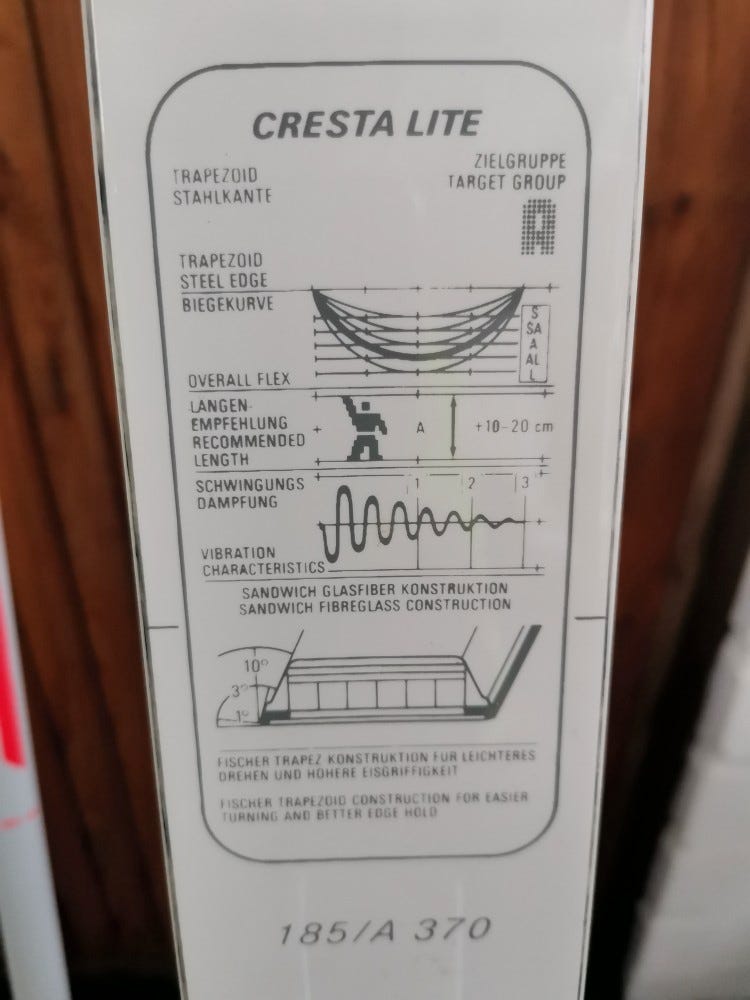 CRESTA LITE
TRAPEZOID
STAHLKANTE
ZIELGRUPPE
TARGET GROUP
A
TRAPEZOID
STEEL EDGE
BIEGEKURVE
S
SA
A
AL
L
OVERALL FLEX
LANGEN-
EMPFEHLUNG
RECOMMENDED
LENGTH
A
+10-20 cm
SCHWINGUNGS
DAMPFUNG
1 2 3
VIBRATION
CHARACTERISTICS
SANDWICH GLASFIBER KONSTRUKTION
SANDWICH FIBREGLASS CONSTRUCTION
10°
3°
1°
FISCHER TRAPEZ KONSTRUKTION FUR LEICHTERES
DREHEN UND HOHERE EISGRIFFIGKEIT
FISCHER TRAPEZOID CONSTRUCTION FOR EASIER
TURNING AND BETTER EDGE HOLD
185/A 370